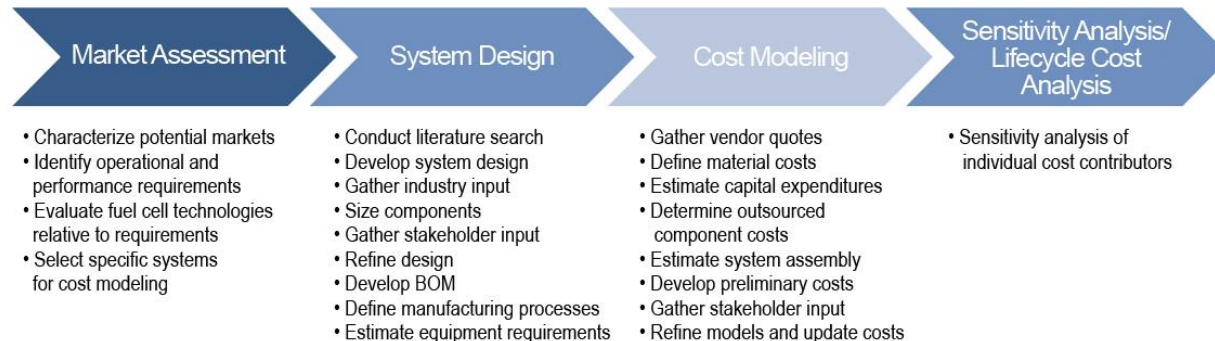 Market Assessment
• Characterize potential markets
• Identify operational and
performance requirements
• Evaluate fuel cell technologies
relative to requirements
• Select specific systems
for cost modeling
System Design
• Conduct literature search
• Develop system design
• Gather industry input
• Size components
• Gather stakeholder input
• Refine design
• Develop BOM
• Define manufacturing processes
• Estimate equipment requirements
Cost Modeling
• Gather vendor quotes
• Define material costs
• Estimate capital expenditures
• Determine outsourced
component costs
• Estimate system assembly
• Develop preliminary costs
• Gather stakeholder input
• Refine models and update costs
Sensitivity Analysis/
Lifecycle Cost
Analysis
• Sensitivity analysis of
individual cost contributors